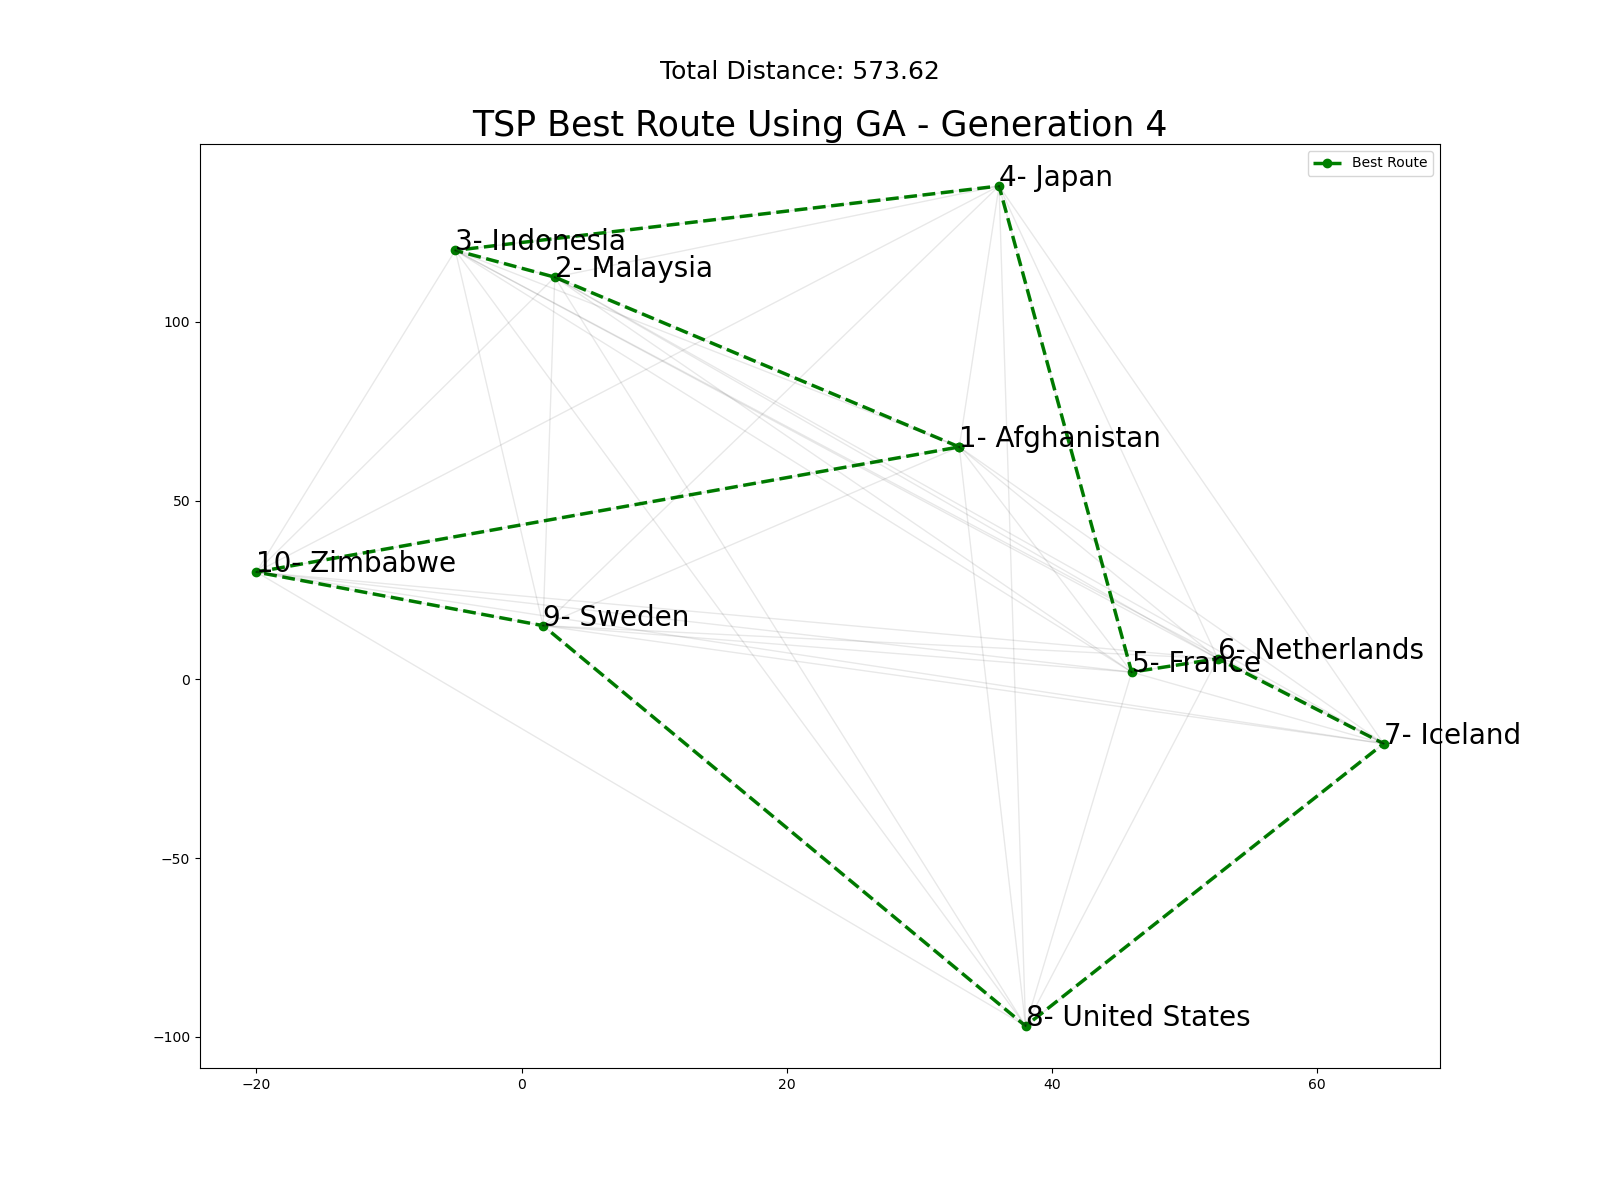 Total Distance: 573.62
TSP Best Route Using GA - Generation 4
Best Route
4- Japan
3- Indonesia
2- Malaysia
1- Afghanistan
10- Zimbabwe
9- Sweden
6- Netherlands
5- France
7- Iceland
8- United States
100
50
0
−50
−100
−20
0
20
40
60